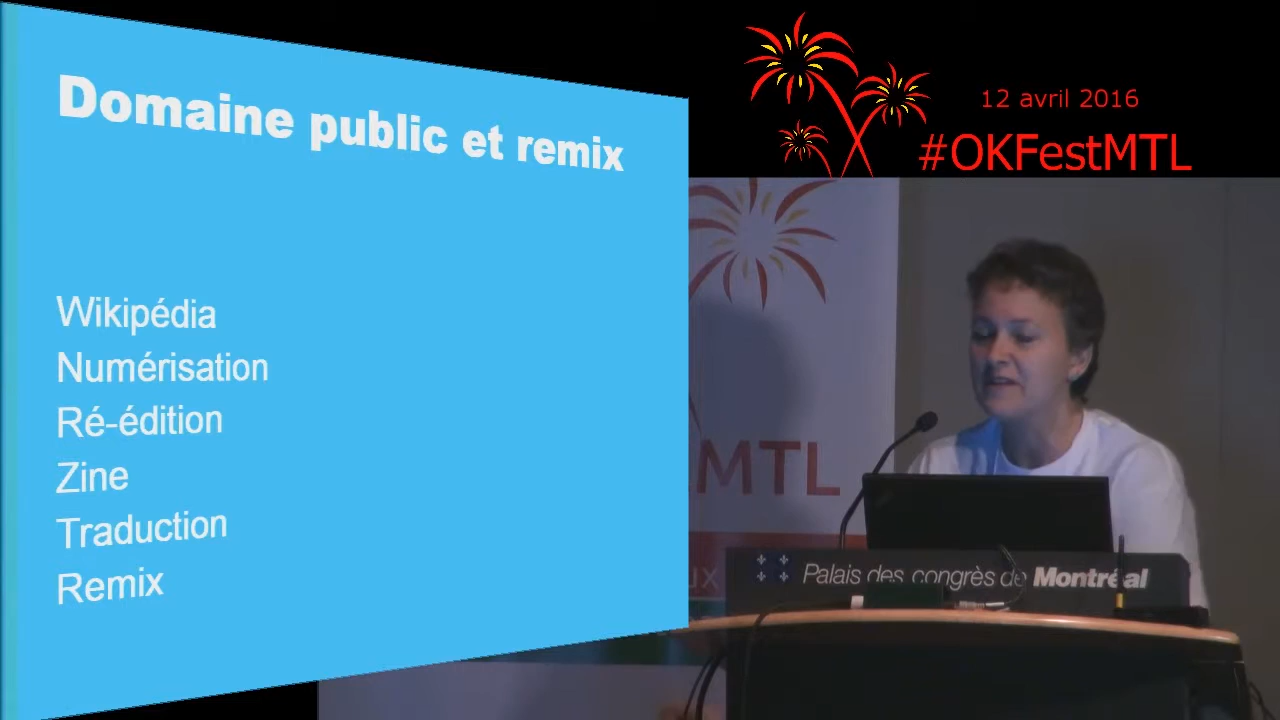 Domaine public et remix
Wikipédia
Numérisation
Ré-édition
Zine
Traduction
Remix
12 avril 2016
#OKFestMTL
MTL
ux
Palais des congrès de Montréal